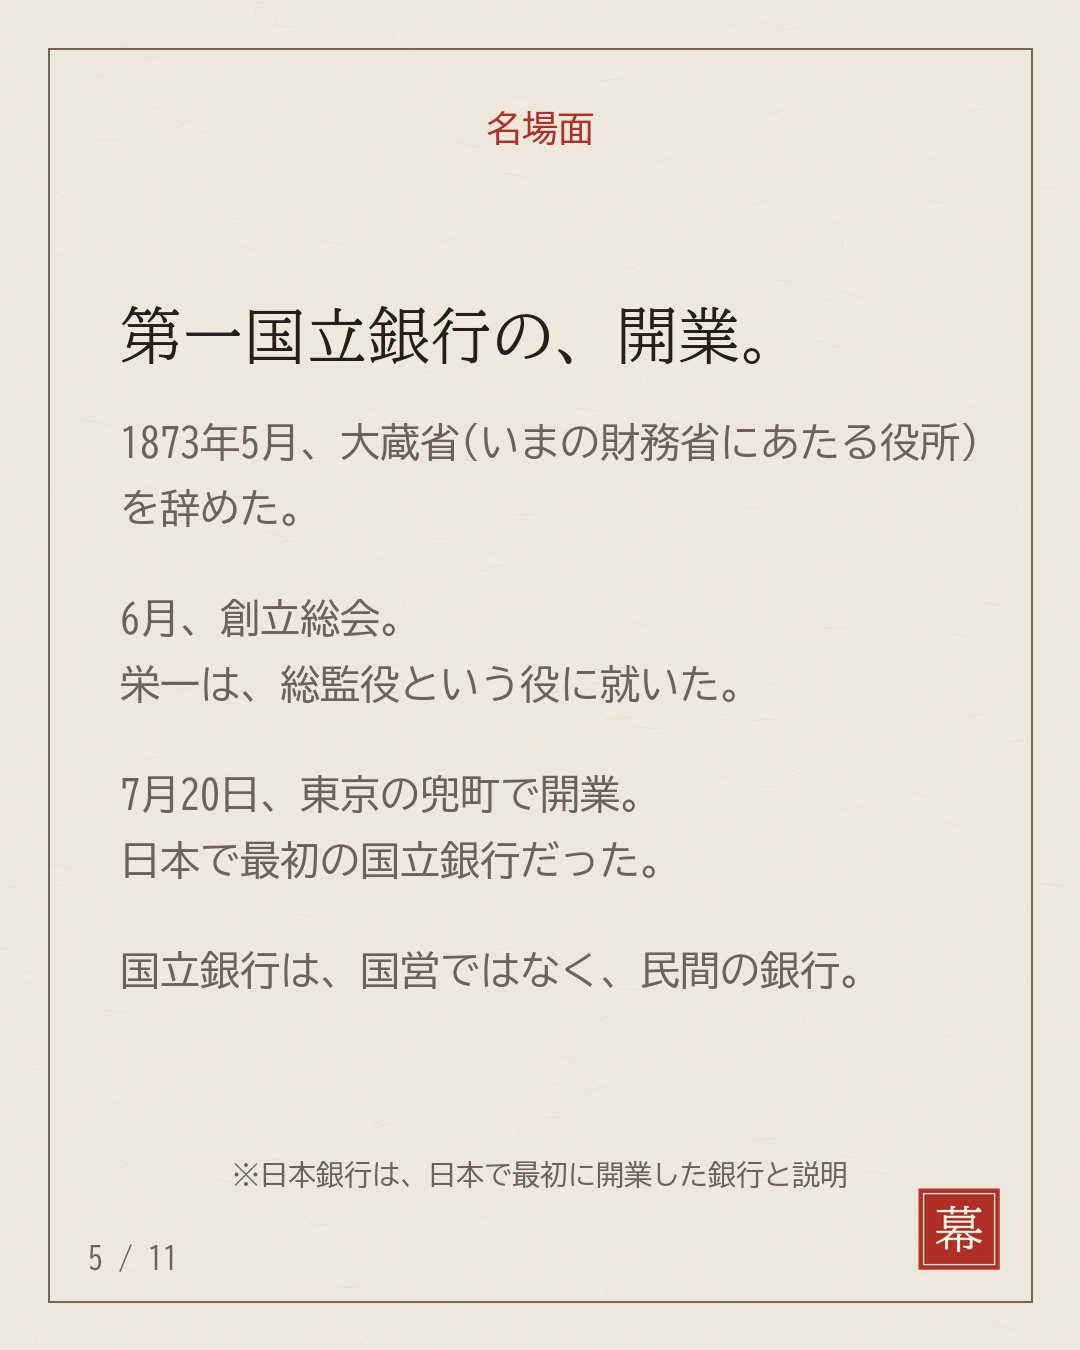 名場面
第一国立銀行の、開業。
1873年5月、大蔵省(いまの財務省にあたる役所)
を辞めた。
6月、創立総会。
栄一は、総監役という役に就いた。
7月20日、東京の兜町で開業。
日本で最初の国立銀行だった。
国立銀行は、国営ではなく、民間の銀行。
※日本銀行は、日本で最初に開業した銀行と説明
幕
5 / 11